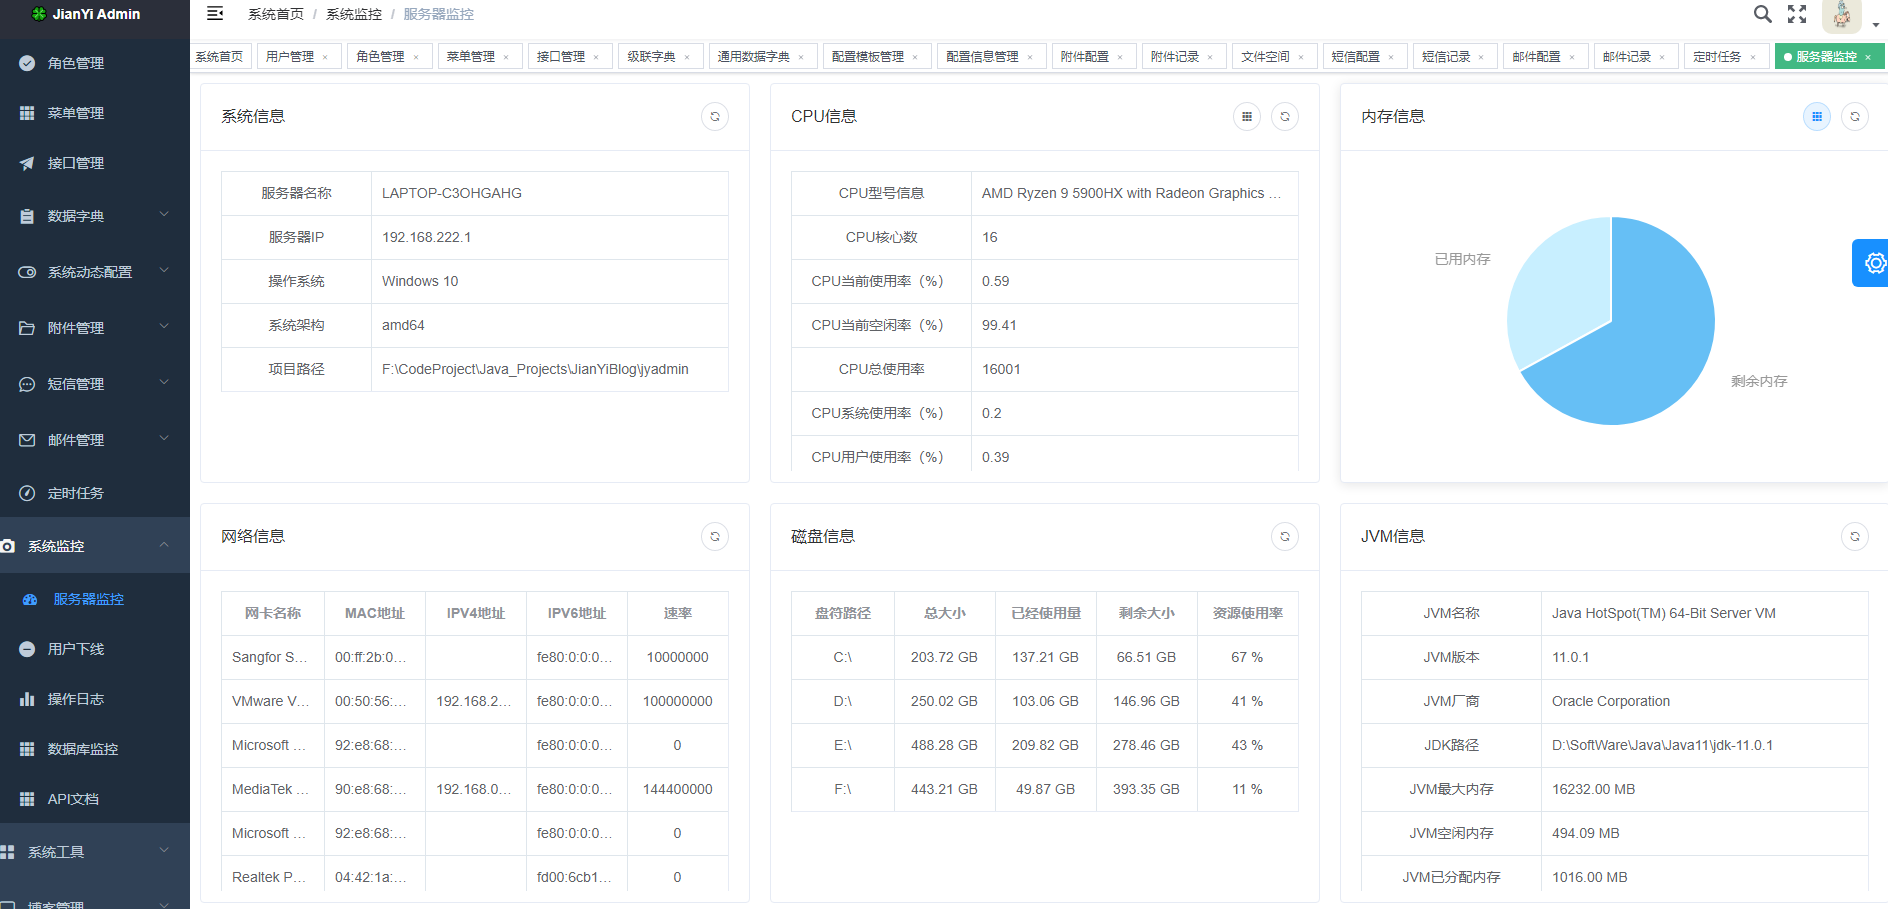 JianYi Admin
系统首页 / 系统监控 / 服务器监控
系统首页 用户管理 × 角色管理 × 菜单管理 × 接口管理 × 级联字典 × 通用数据字典 × 配置模板管理 × 配置信息管理 × 附件配置 × 附件记录 × 文件空间 × 短信配置 × 短信记录 × 邮件配置 × 邮件记录 × 定时任务 × 服务器监控 ×
角色管理
菜单管理
接口管理
数据字典
系统动态配置
附件管理
短信管理
邮件管理
定时任务
系统监控
服务器监控
用户下线
操作日志
数据库监控
API文档
系统工具
博客管理
系统信息
服务器名称 LAPTOP-C3OHGAHG
服务器IP 192.168.222.1
操作系统 Windows 10
系统架构 amd64
项目路径 F:\CodeProject\Java_Projects\JianYiBlog\jyadmin
CPU信息
CPU型号信息 AMD Ryzen 9 5900HX with Radeon Graphics ...
CPU核心数 16
CPU当前使用率（%） 0.59
CPU当前空闲率（%） 99.41
CPU总使用率 16001
CPU系统使用率（%） 0.2
CPU用户使用率（%） 0.39
内存信息
已用内存
剩余内存
网络信息
网卡名称 MAC地址 IPV4地址 IPV6地址 速率
Sangfor S... 00:ff:2b:0... fe80:0:0:0... 10000000
VMware V... 00:50:56:... 192.168.2... fe80:0:0:0... 100000000
Microsoft ... 92:e8:68:... fe80:0:0:0... 0
MediaTek ... 90:e8:68:... 192.168.0... fe80:0:0:0... 144400000
Microsoft ... 92:e8:68:... fe80:0:0:0... 0
Realtek P... 04:42:1a:... fd00:6cb1... 0
磁盘信息
盘符路径 总大小 已经使用量 剩余大小 资源使用率
C:\ 203.72 GB 137.21 GB 66.51 GB 67 %
D:\ 250.02 GB 103.06 GB 146.96 GB 41 %
E:\ 488.28 GB 209.82 GB 278.46 GB 43 %
F:\ 443.21 GB 49.87 GB 393.35 GB 11 %
JVM信息
JVM名称 Java HotSpot(TM) 64-Bit Server VM
JVM版本 11.0.1
JVM厂商 Oracle Corporation
JDK路径 D:\SoftWare\Java\Java11\jdk-11.0.1
JVM最大内存 16232.00 MB
JVM空闲内存 494.09 MB
JVM已分配内存 1016.00 MB